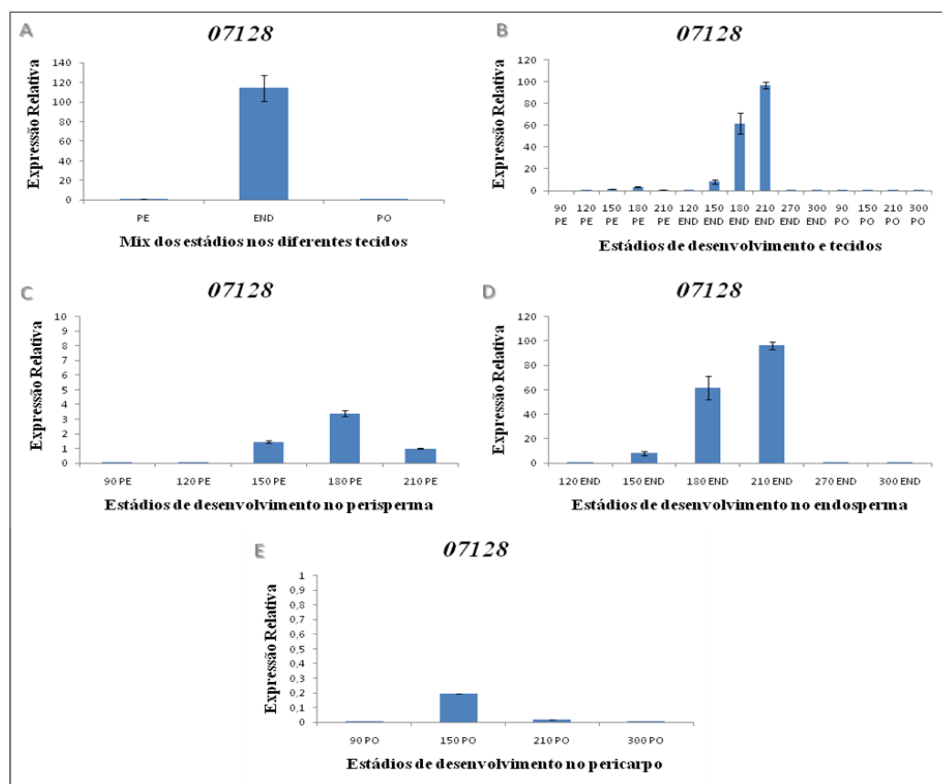 A
07128
Expressão Relativa
140
120
100
80
60
40
20
0
PE END PO
Mix dos estádios nos diferentes tecidos
B
07128
Expressão Relativa
120
100
80
60
40
20
0
90 120 150 180 210 120 150 180 210 270 300 90 150 210 300
PE PE PE PE PE END END END END END END PO PO PO PO
Estádios de desenvolvimento e tecidos
C
07128
Expressão Relativa
10
9
8
7
6
5
4
3
2
1
0
90 PE 120 PE 150 PE 180 PE 210 PE
Estádios de desenvolvimento no perisperma
D
07128
Expressão Relativa
120
100
80
60
40
20
0
120 END 150 END 180 END 210 END 270 END 300 END
Estádios de desenvolvimento no endosperma
E
07128
Expressão Relativa
1
0,9
0,8
0,7
0,6
0,5
0,4
0,3
0,2
0,1
0
90 PO 150 PO 210 PO 300 PO
Estádios de desenvolvimento no pericarpo